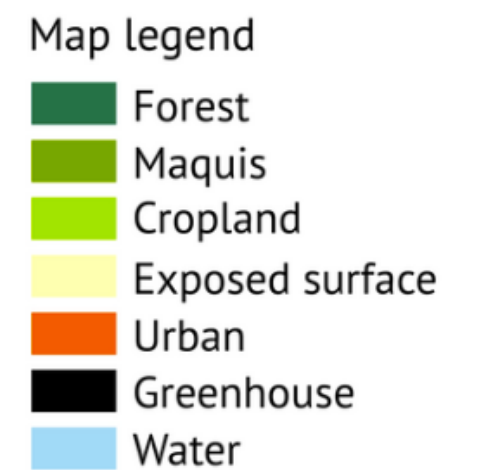 Map legend
Forest
Maquis
Cropland
Exposed surface
Urban
Greenhouse
Water